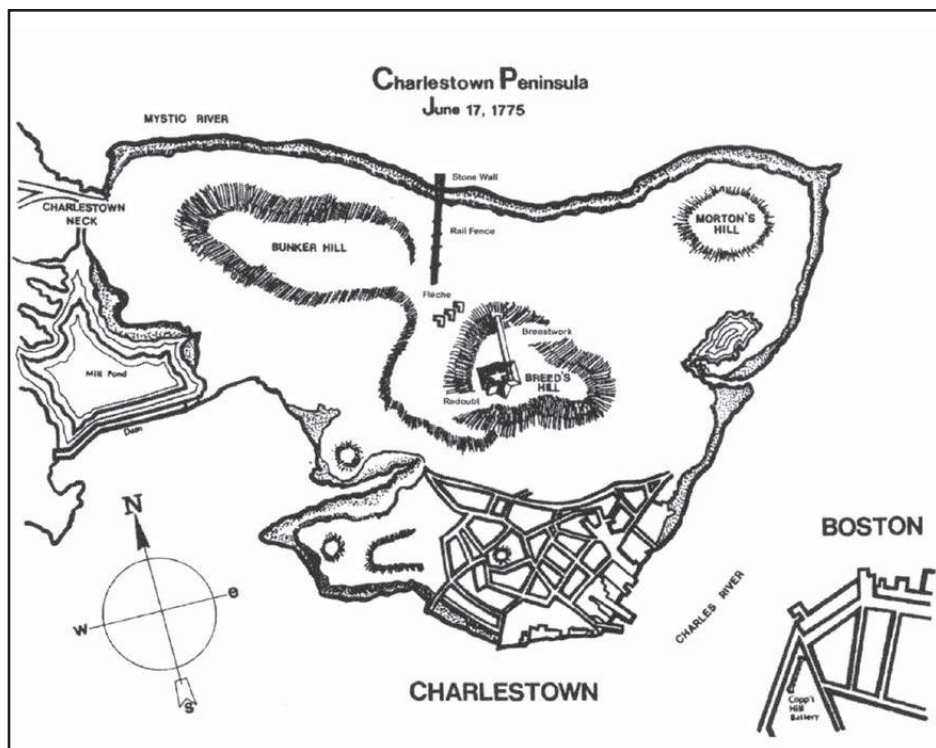 Charlestown Peninsula
June 17, 1775
MYSTIC RIVER
Stone Wall
CHARLESTOWN
NECK
MORTON'S
HILL
Rail Fence
BUNKER HILL
Fleche
Breastwork
Mill Pond
BREED'S
HILL
Redoubt
Dam
N
BOSTON
e
w
CHARLES RIVER
s
CHARLESTOWN
Copp's
Hill
Battery